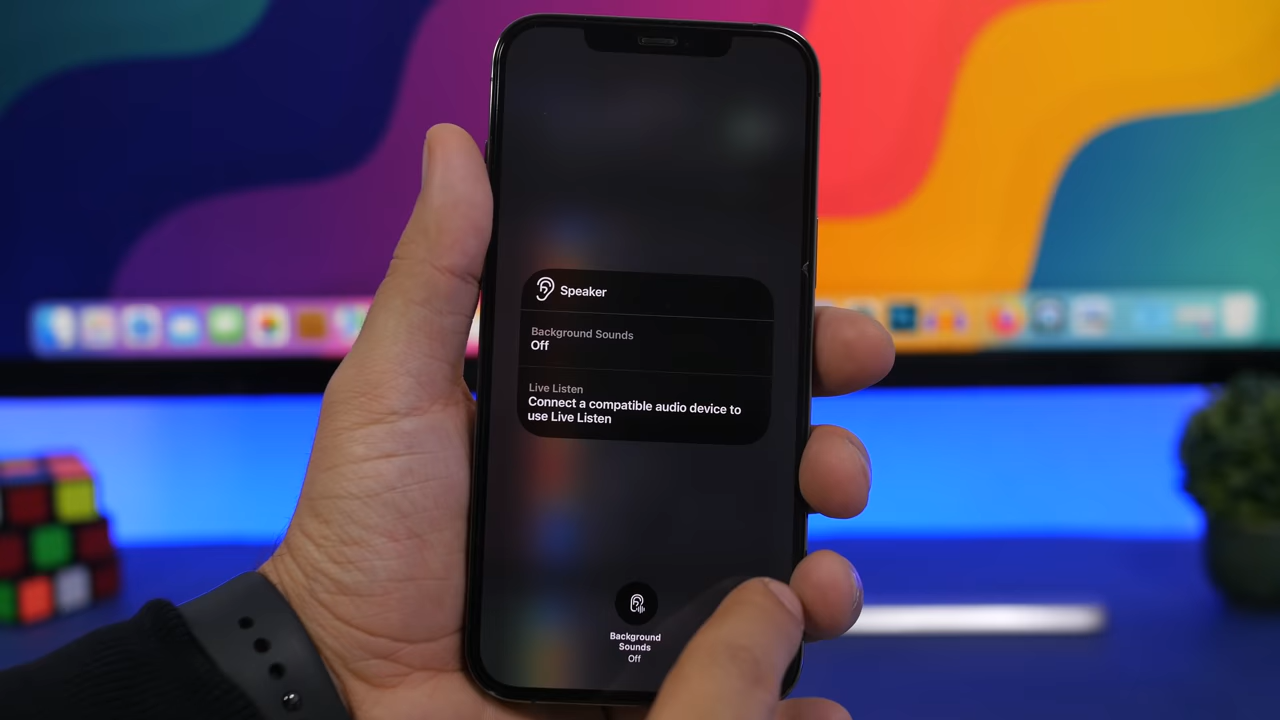 Speaker
Background Sounds
Off
Live Listen
Connect a compatible audio device to
use Live Listen
Background
Sounds
Off